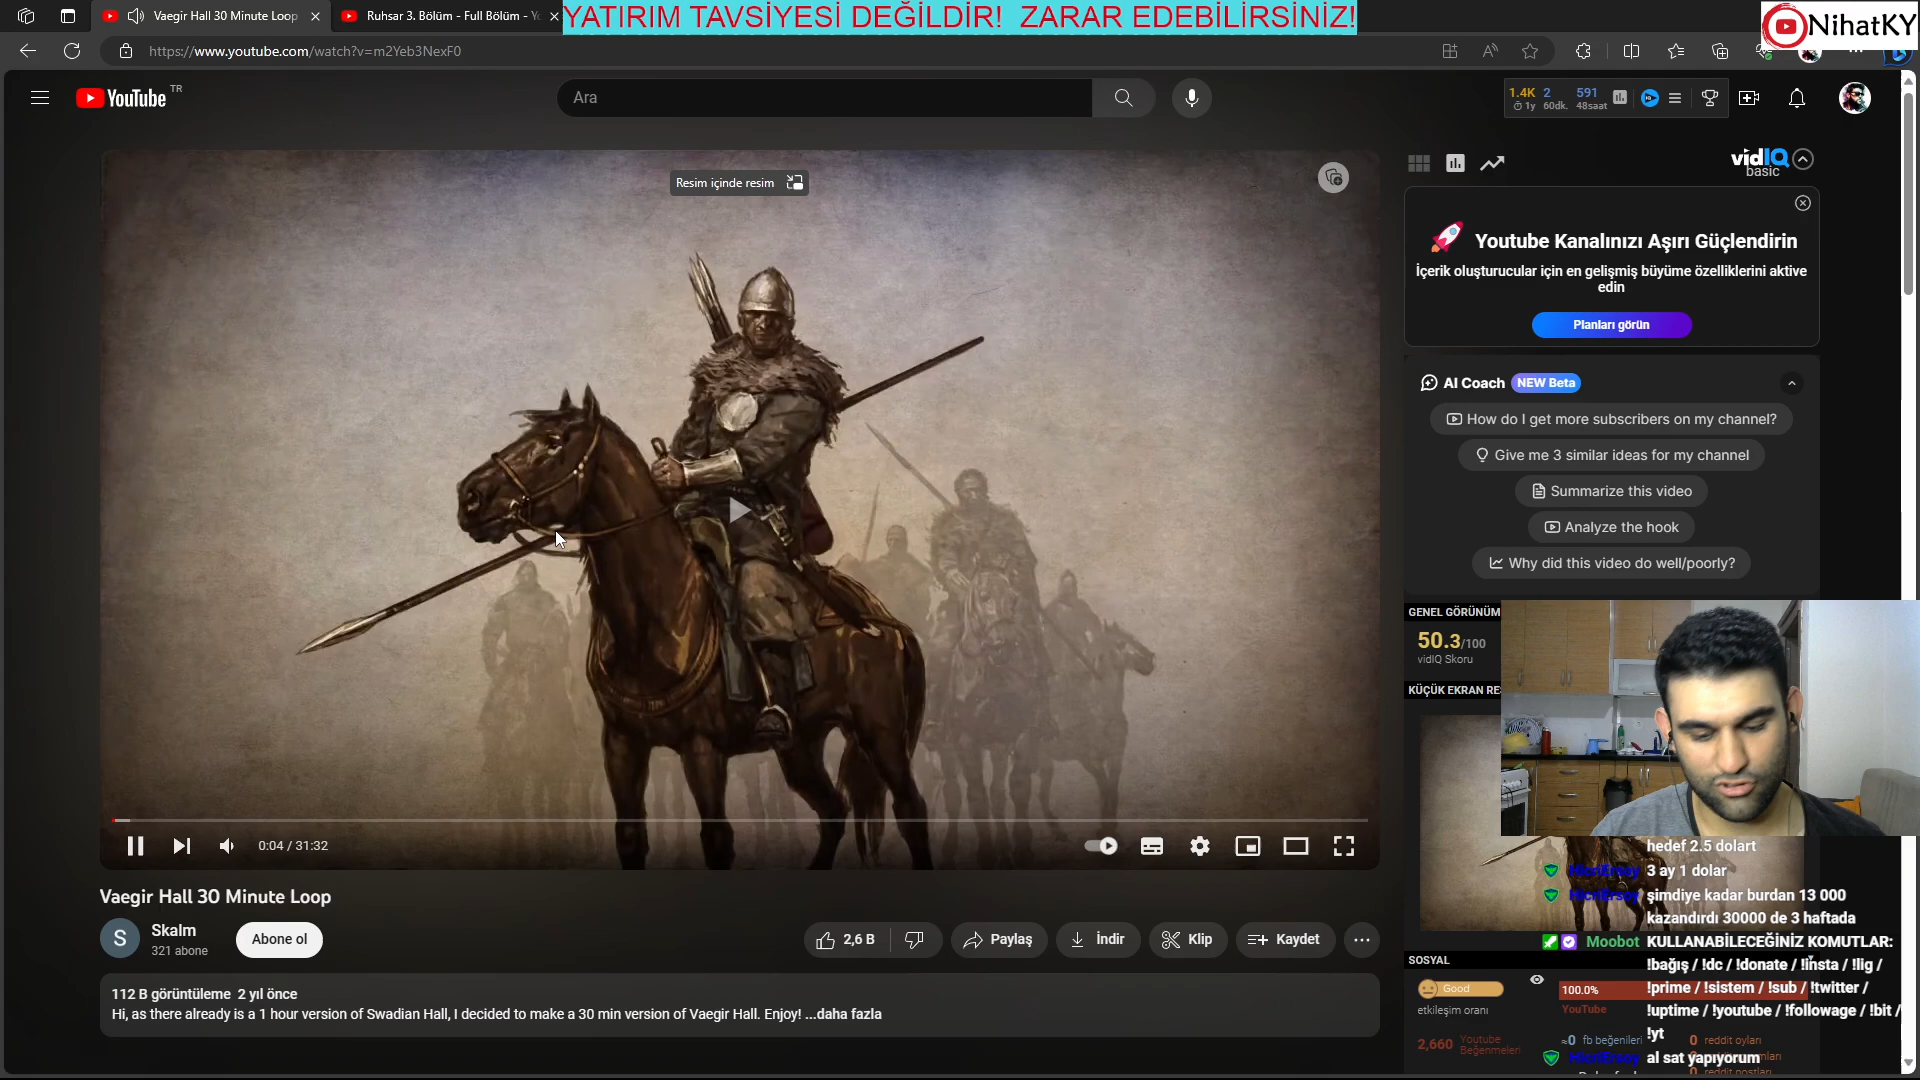 Vaegir Hall 30 Minute Loop
Ruhsar 3. Bölüm - Full Bölüm -
YATIRIM TAVSİYESİ DEĞİLDİR! ZARAR EDEBİLİRSİNİZ!
NihatKY
https://www.youtube.com/watch?v=m2Yeb3NexF0
YouTube TR
Ara
1.4K 2 591
1y 60dk. 48saat
Resim içinde resim
vidIQ
basic
Youtube Kanalınızı Aşırı Güçlendirin
İçerik oluşturucular için en gelişmiş büyüme özelliklerini aktive
edin
Planları görün
AI Coach NEW Beta
How do I get more subscribers on my channel?
Give me 3 similar ideas for my channel
Summarize this video
Analyze the hook
Why did this video do well/poorly?
GENEL GÖRÜNÜM
50.3/100
vidIQ Skoru
KÜÇÜK EKRAN RE
0:04 / 31:32
Vaegir Hall 30 Minute Loop
S
Skalm
321 abone
Abone ol
2,6 B
Paylaş
İndir
Klip
Kaydet
112 B görüntüleme 2 yıl önce
Hi, as there already is a 1 hour version of Swadian Hall, I decided to make a 30 min version of Vaegir Hall. Enjoy! ...daha fazla
hedef 2.5 dolart
HicriErsoy 3 ay 1 dolar
HicriErsoy şimdiye kadar burdan 13 000
kazandırdı 30000 de 3 haftada
Moobot KULLANABİLECEĞİNİZ KOMUTLAR:
!bağış / !dc / !donate / !insta / !lig /
!prime / !sistem / !sub / !twitter /
!uptime / !youtube / !followage / !bit /
!yt
HicriErsoy al sat yapıyorum
SOSYAL
Good
etkileşim oranı
100.0%
YouTube
2,660 Youtube
Beğenmeleri
≈0 fb beğenileri
0 reddit oyları